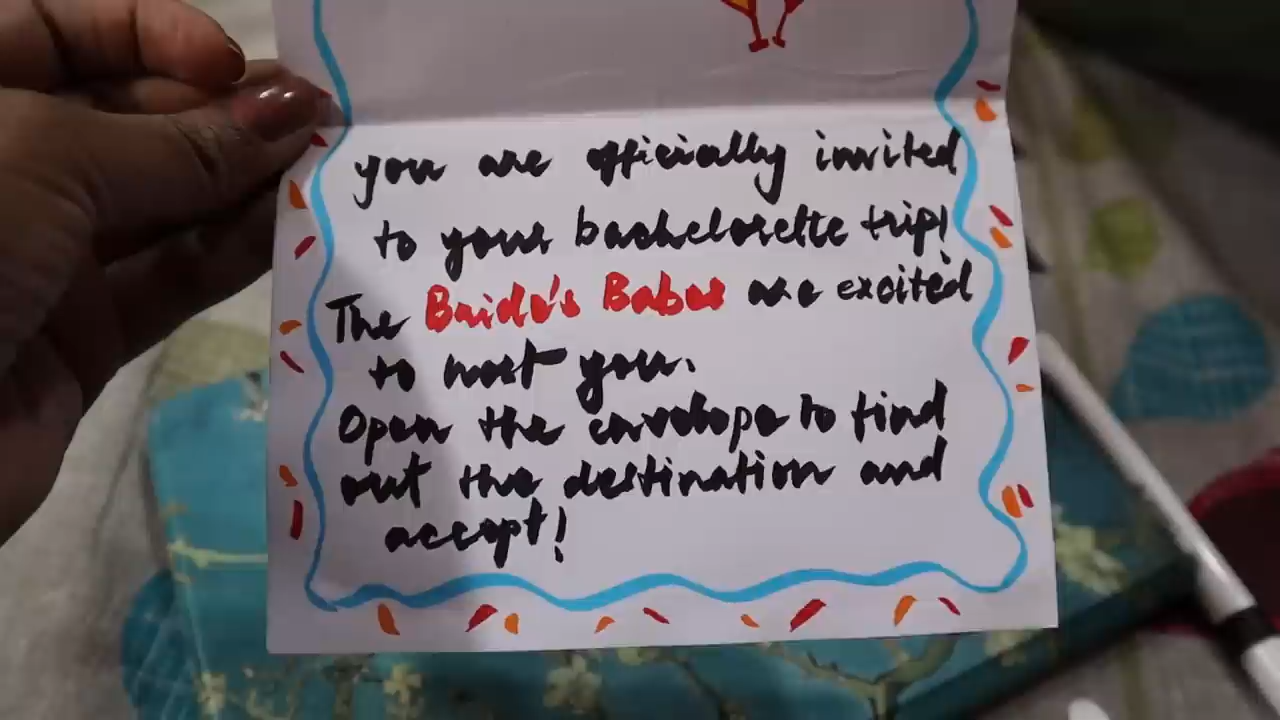 you are officially invited
to your bachelorette trip!
The Bride's Babes are excited
to host you.
Open the envelope to find
out the destination and
accept!